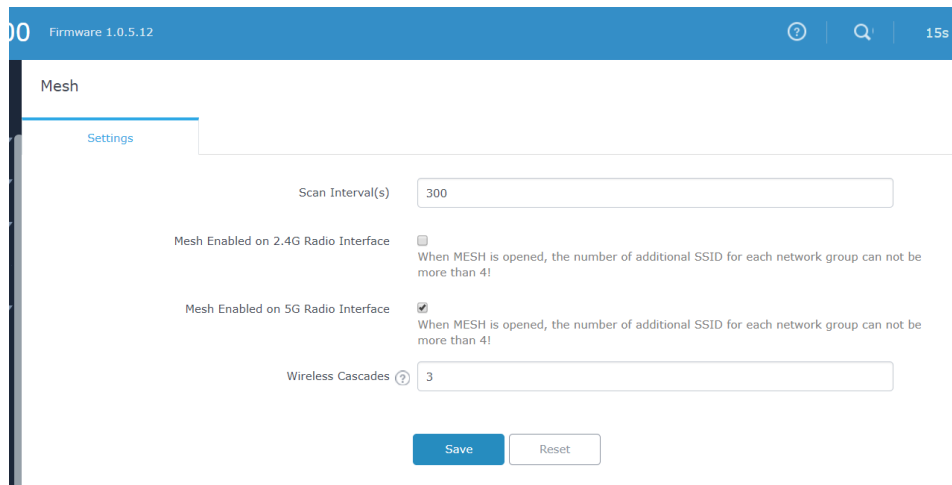 00 Firmware 1.0.5.12 15s
Mesh
Settings
Scan Interval(s) 300
Mesh Enabled on 2.4G Radio Interface
When MESH is opened, the number of additional SSID for each network group can not be
more than 4!
Mesh Enabled on 5G Radio Interface
When MESH is opened, the number of additional SSID for each network group can not be
more than 4!
Wireless Cascades ? 3
Save Reset